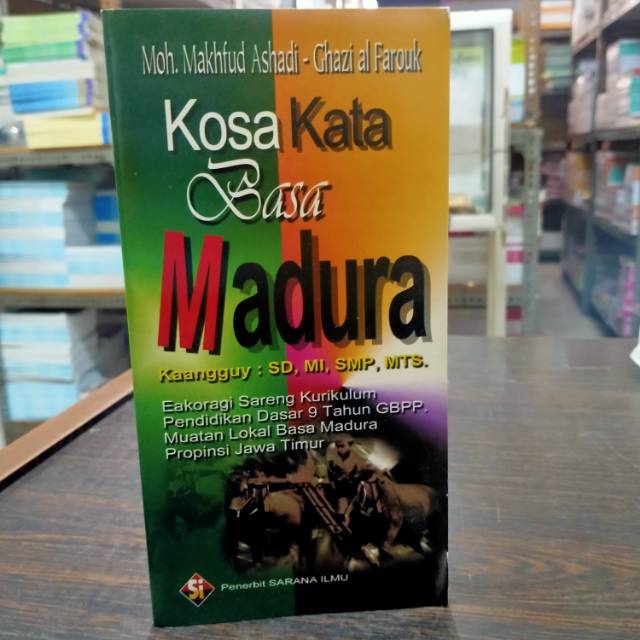 Moh. Makhfud Ashadi - Ghazi al Farouk
Kosa Kata
Basa
Madura
Kaangguy : SD, MI, SMP, MTS.
Eakoragi Sareng Kurikulum
Pendidikan Dasar 9 Tahun GBPP.
Muatan Lokal Basa Madura
Propinsi Jawa Timur
Si
Penerbit SARANA ILMU